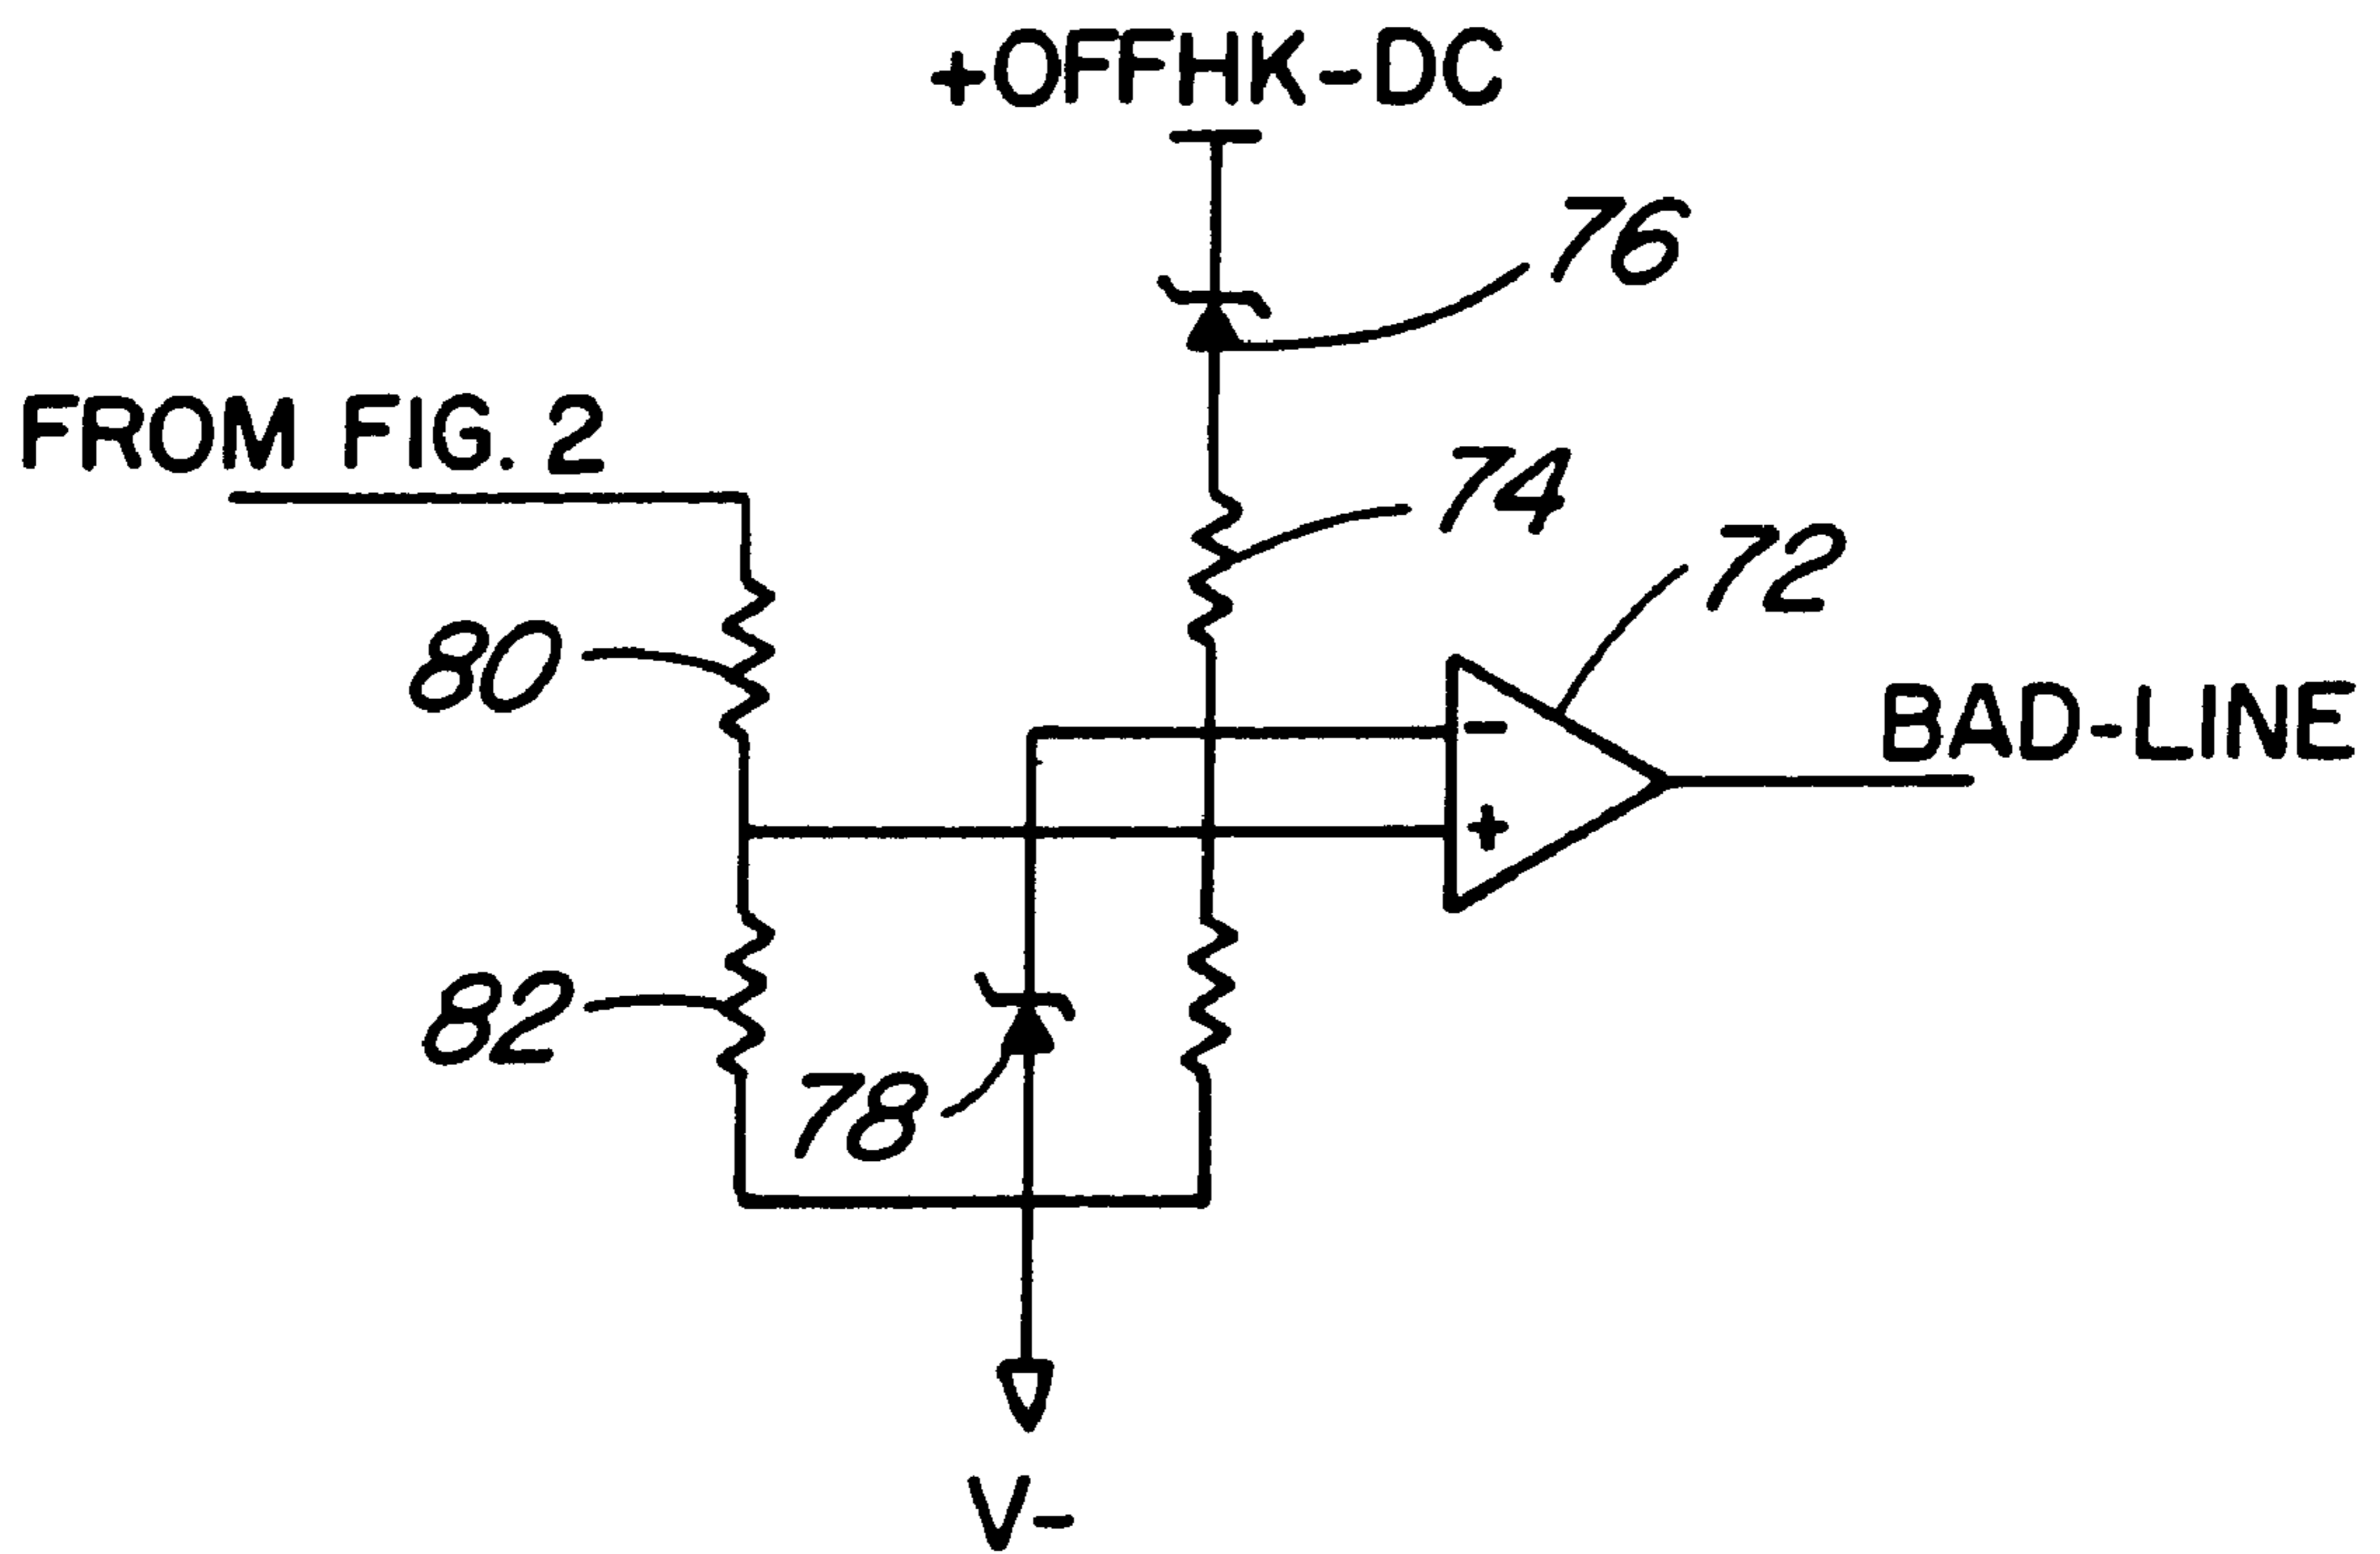 +OFFHK-DC
76
FROM FIG. 2
74
72
80
BAD-LINE
-
+
82
78
V-